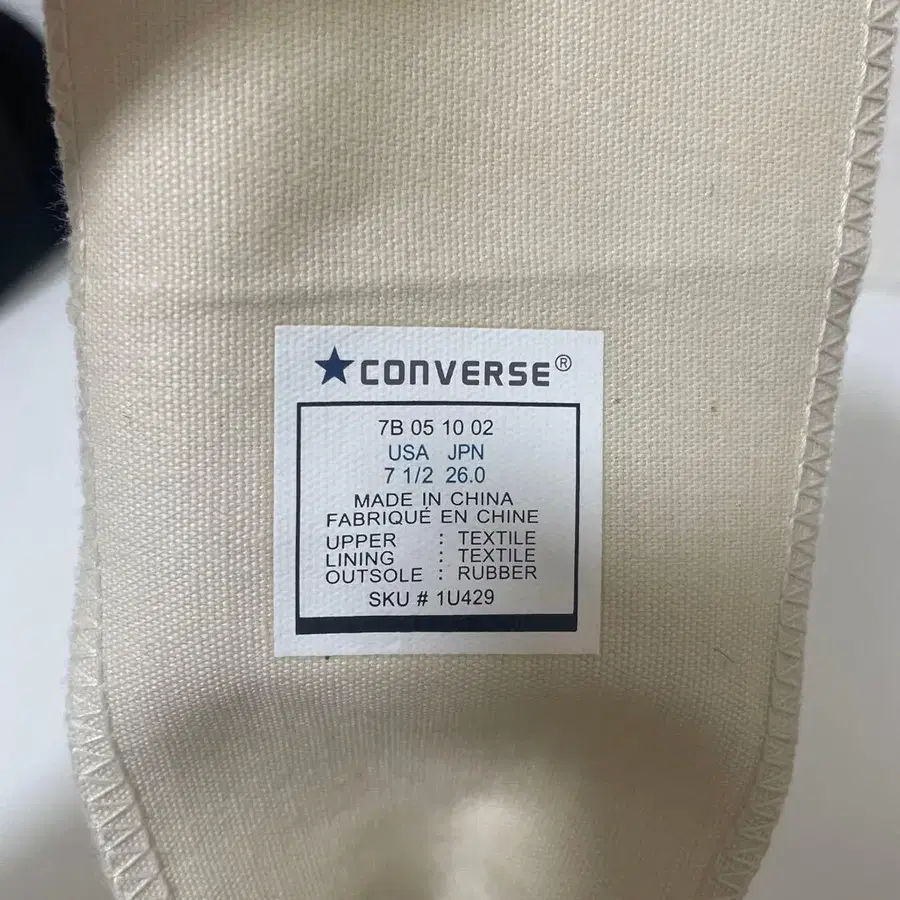 ★CONVERSE®
7B 05 10 02
USA JPN
7 1/2 26.0
MADE IN CHINA
FABRIQUÉ EN CHINE
UPPER : TEXTILE
LINING : TEXTILE
OUTSOLE : RUBBER
SKU # 1U429